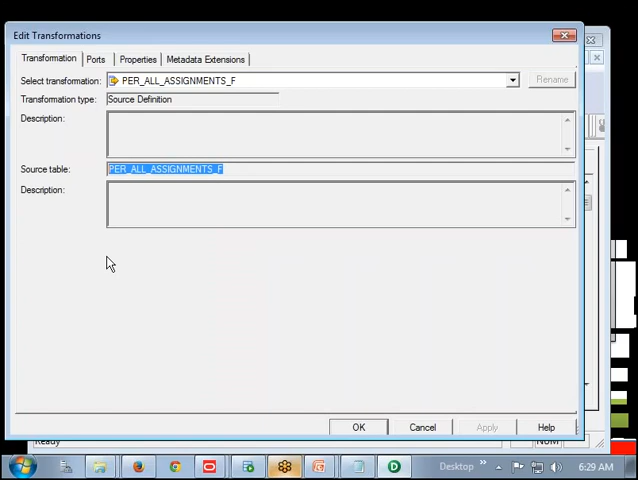 Edit Transformations
Transformation Ports Properties Metadata Extensions
Select transformation: PER_ALL_ASSIGNMENTS_F Rename
Transformation type: Source Definition
Description:
Source table: PER_ALL_ASSIGNMENTS_F
Description:
OK Cancel Apply Help
Ready NUM
Desktop 6:29 AM